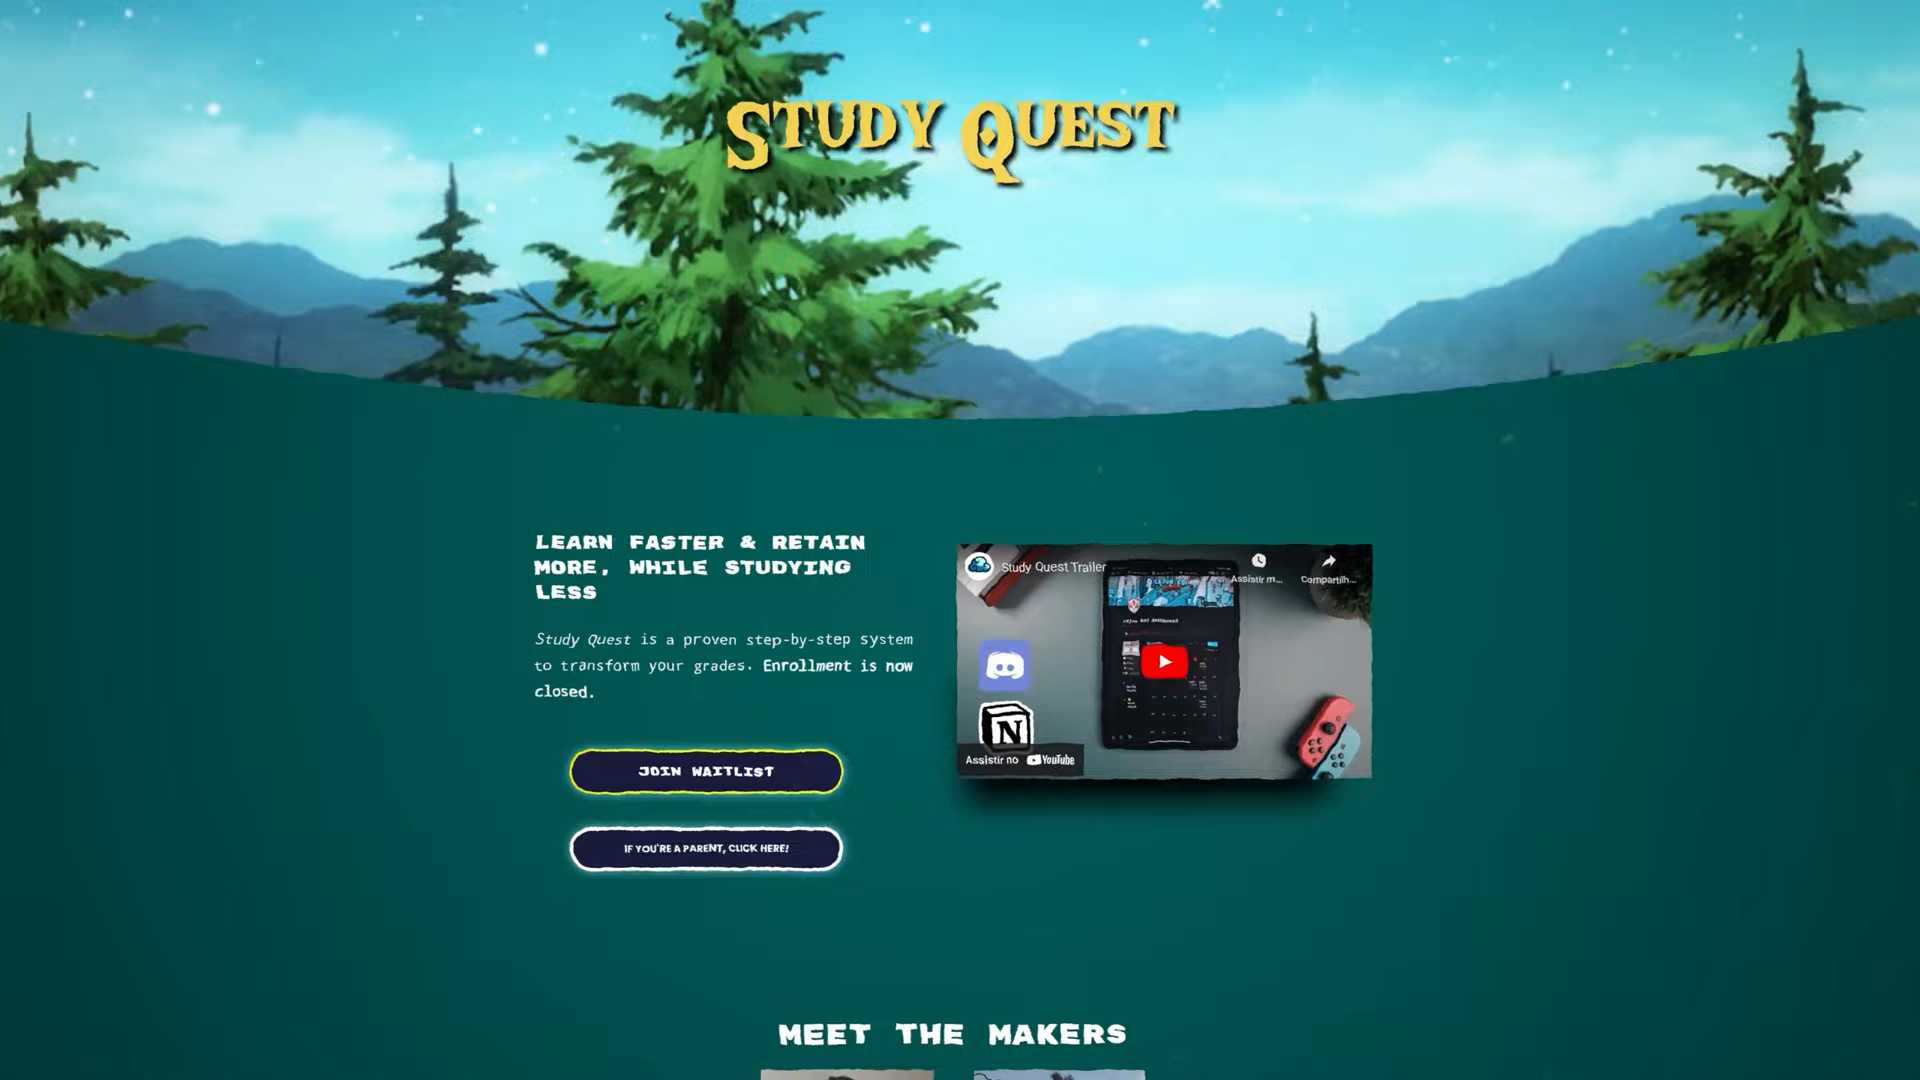 Study Quest
LEARN FASTER & RETAIN
MORE, WHILE STUDYING
LESS
Study Quest is a proven step-by-step system
to transform your grades. Enrollment is now
closed.
JOIN WAITLIST
IF YOU'RE A PARENT, CLICK HERE!
Study Quest Trailer
Assistir m...
Compartilh...
N
Assistir no YouTube
MEET THE MAKERS